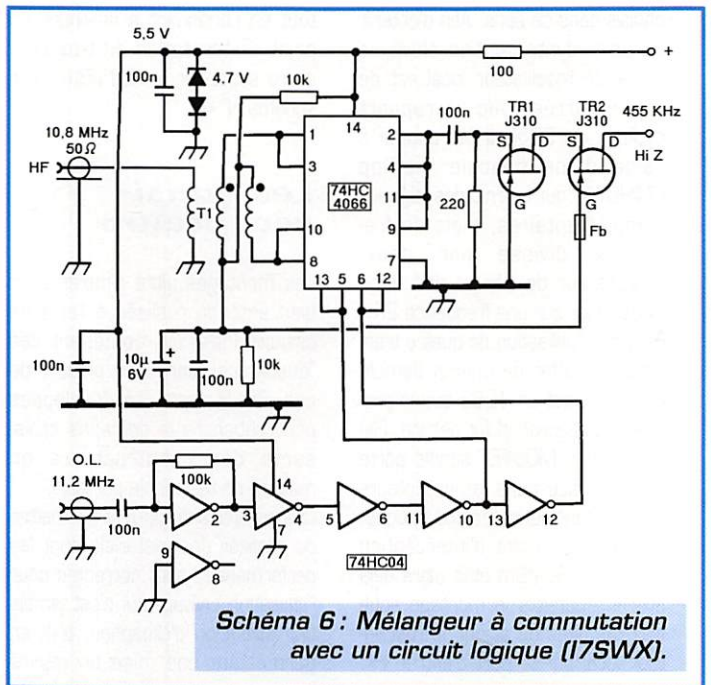 5,5 V
100n
4,7 V
10k
100
+
14
10,8 MHz
50Ω
HF
T1
1
3
10
8
74HC
4066
2
4
11
9
7
13 5 6 12
100n
220
TR1
J310
TR2
J310
S D
G
S D
G
Fb
455 KHz
Hi Z
100n
10µ
6V
+
100n
10k
O.L.
11,2 MHz
100n
100k
1 2
14
3 4
7
5 6
11 10
13 12
9 8
74HC04
Schéma 6 : Mélangeur à commutation
avec un circuit logique (I7SWX).